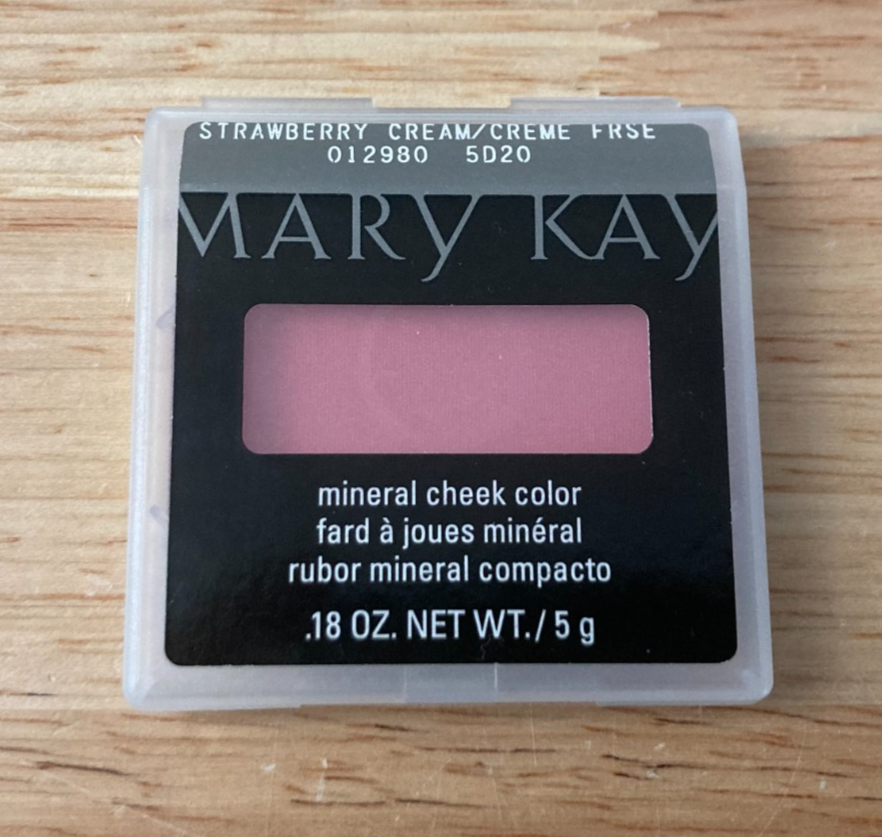 STRAWBERRY CREAM/CREME FRSE
012980 5D20
MARY KAY
mineral cheek color
fard à joues minéral
rubor mineral compacto
.18 OZ. NET WT./ 5 g